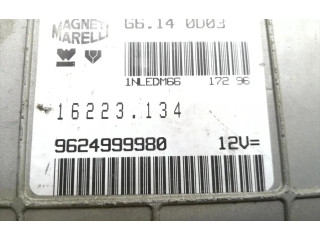 MAGNETI MARELLI
G6.14 0D03
1NLEDM66 172 96
16223.134
9624999980 12V=